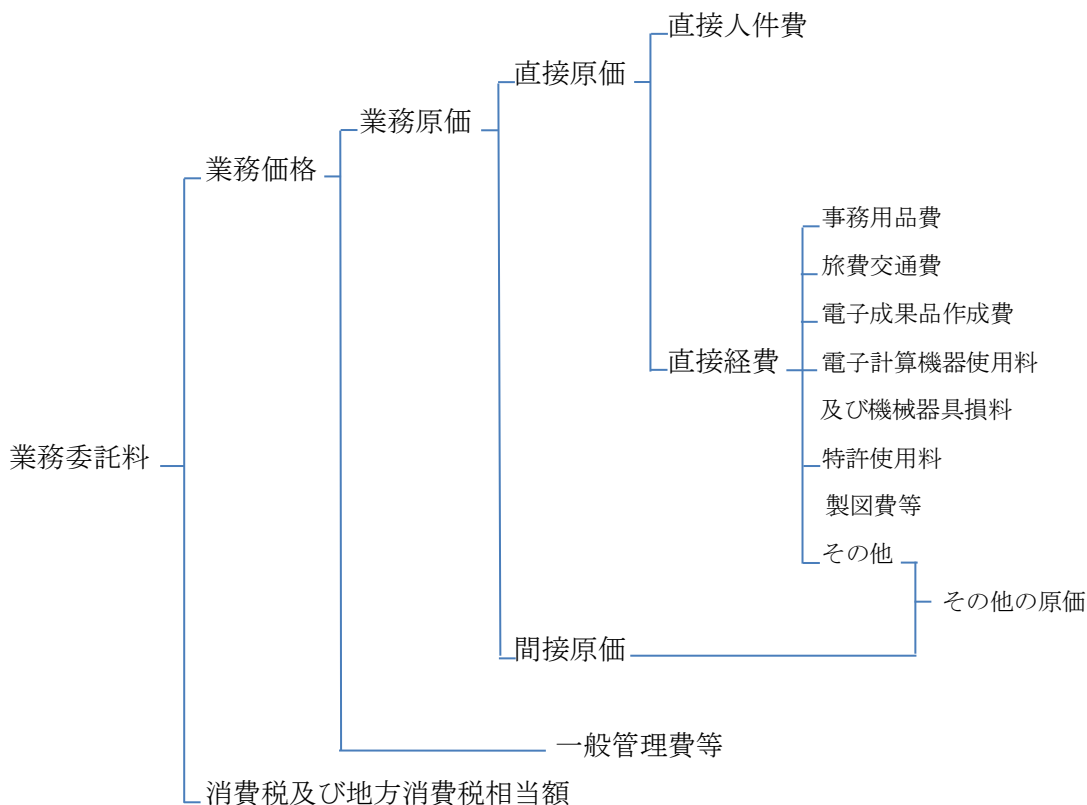 直接人件費
直接原価
業務原価
業務価格
事務用品費
旅費交通費
電子成果品作成費
直接経費
電子計算機器使用料
及び機械器具損料
業務委託料
特許使用料
製図費等
その他
その他の原価
間接原価
一般管理費等
消費税及び地方消費税相当額